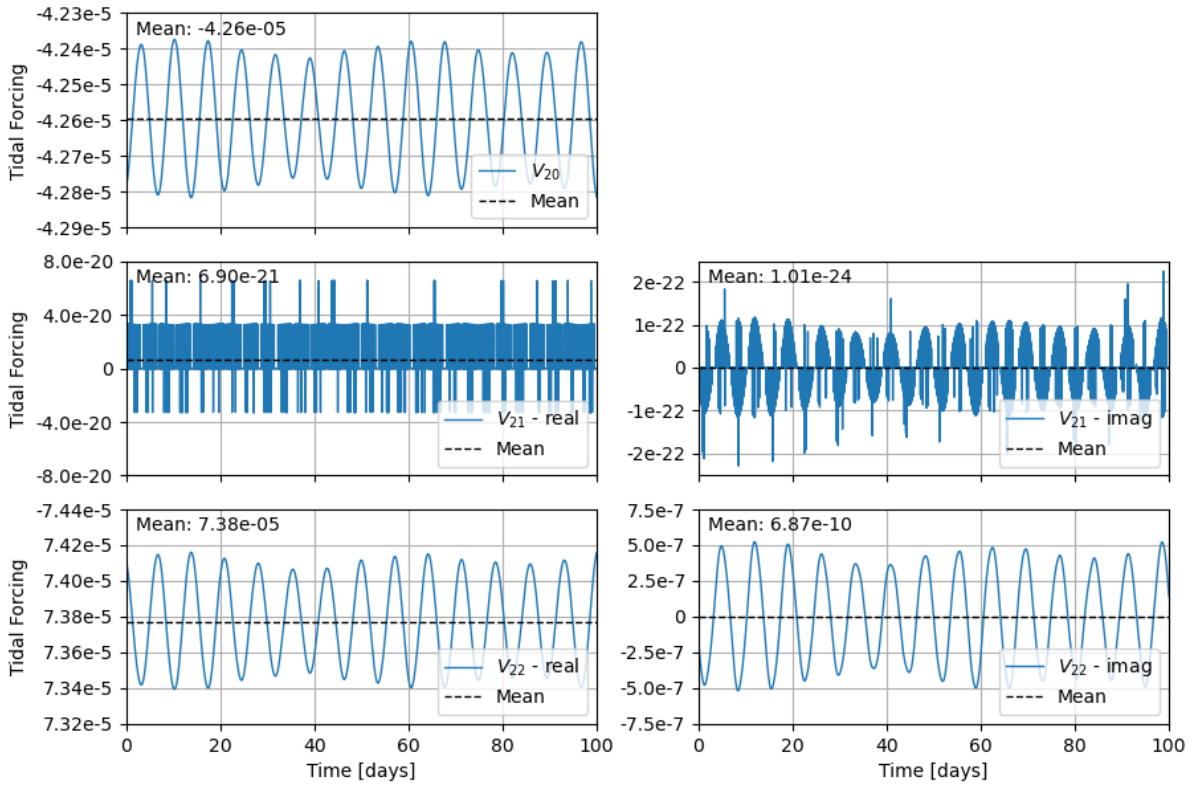 -4.23e-5
-4.24e-5
-4.25e-5
-4.26e-5
-4.27e-5
-4.28e-5
-4.29e-5
Tidal Forcing
Mean: -4.26e-05
V20
Mean
8.0e-20
4.0e-20
0
-4.0e-20
-8.0e-20
Tidal Forcing
Mean: 6.90e-21
V21 - real
Mean
2e-22
1e-22
0
-1e-22
-2e-22
Mean: 1.01e-24
V21 - imag
Mean
-7.44e-5
7.42e-5
7.40e-5
7.38e-5
7.36e-5
7.34e-5
7.32e-5
Tidal Forcing
Mean: 7.38e-05
V22 - real
Mean
0 20 40 60 80 100
Time [days]
7.5e-7
5.0e-7
2.5e-7
0
-2.5e-7
-5.0e-7
-7.5e-7
Mean: 6.87e-10
V22 - imag
Mean
0 20 40 60 80 100
Time [days]